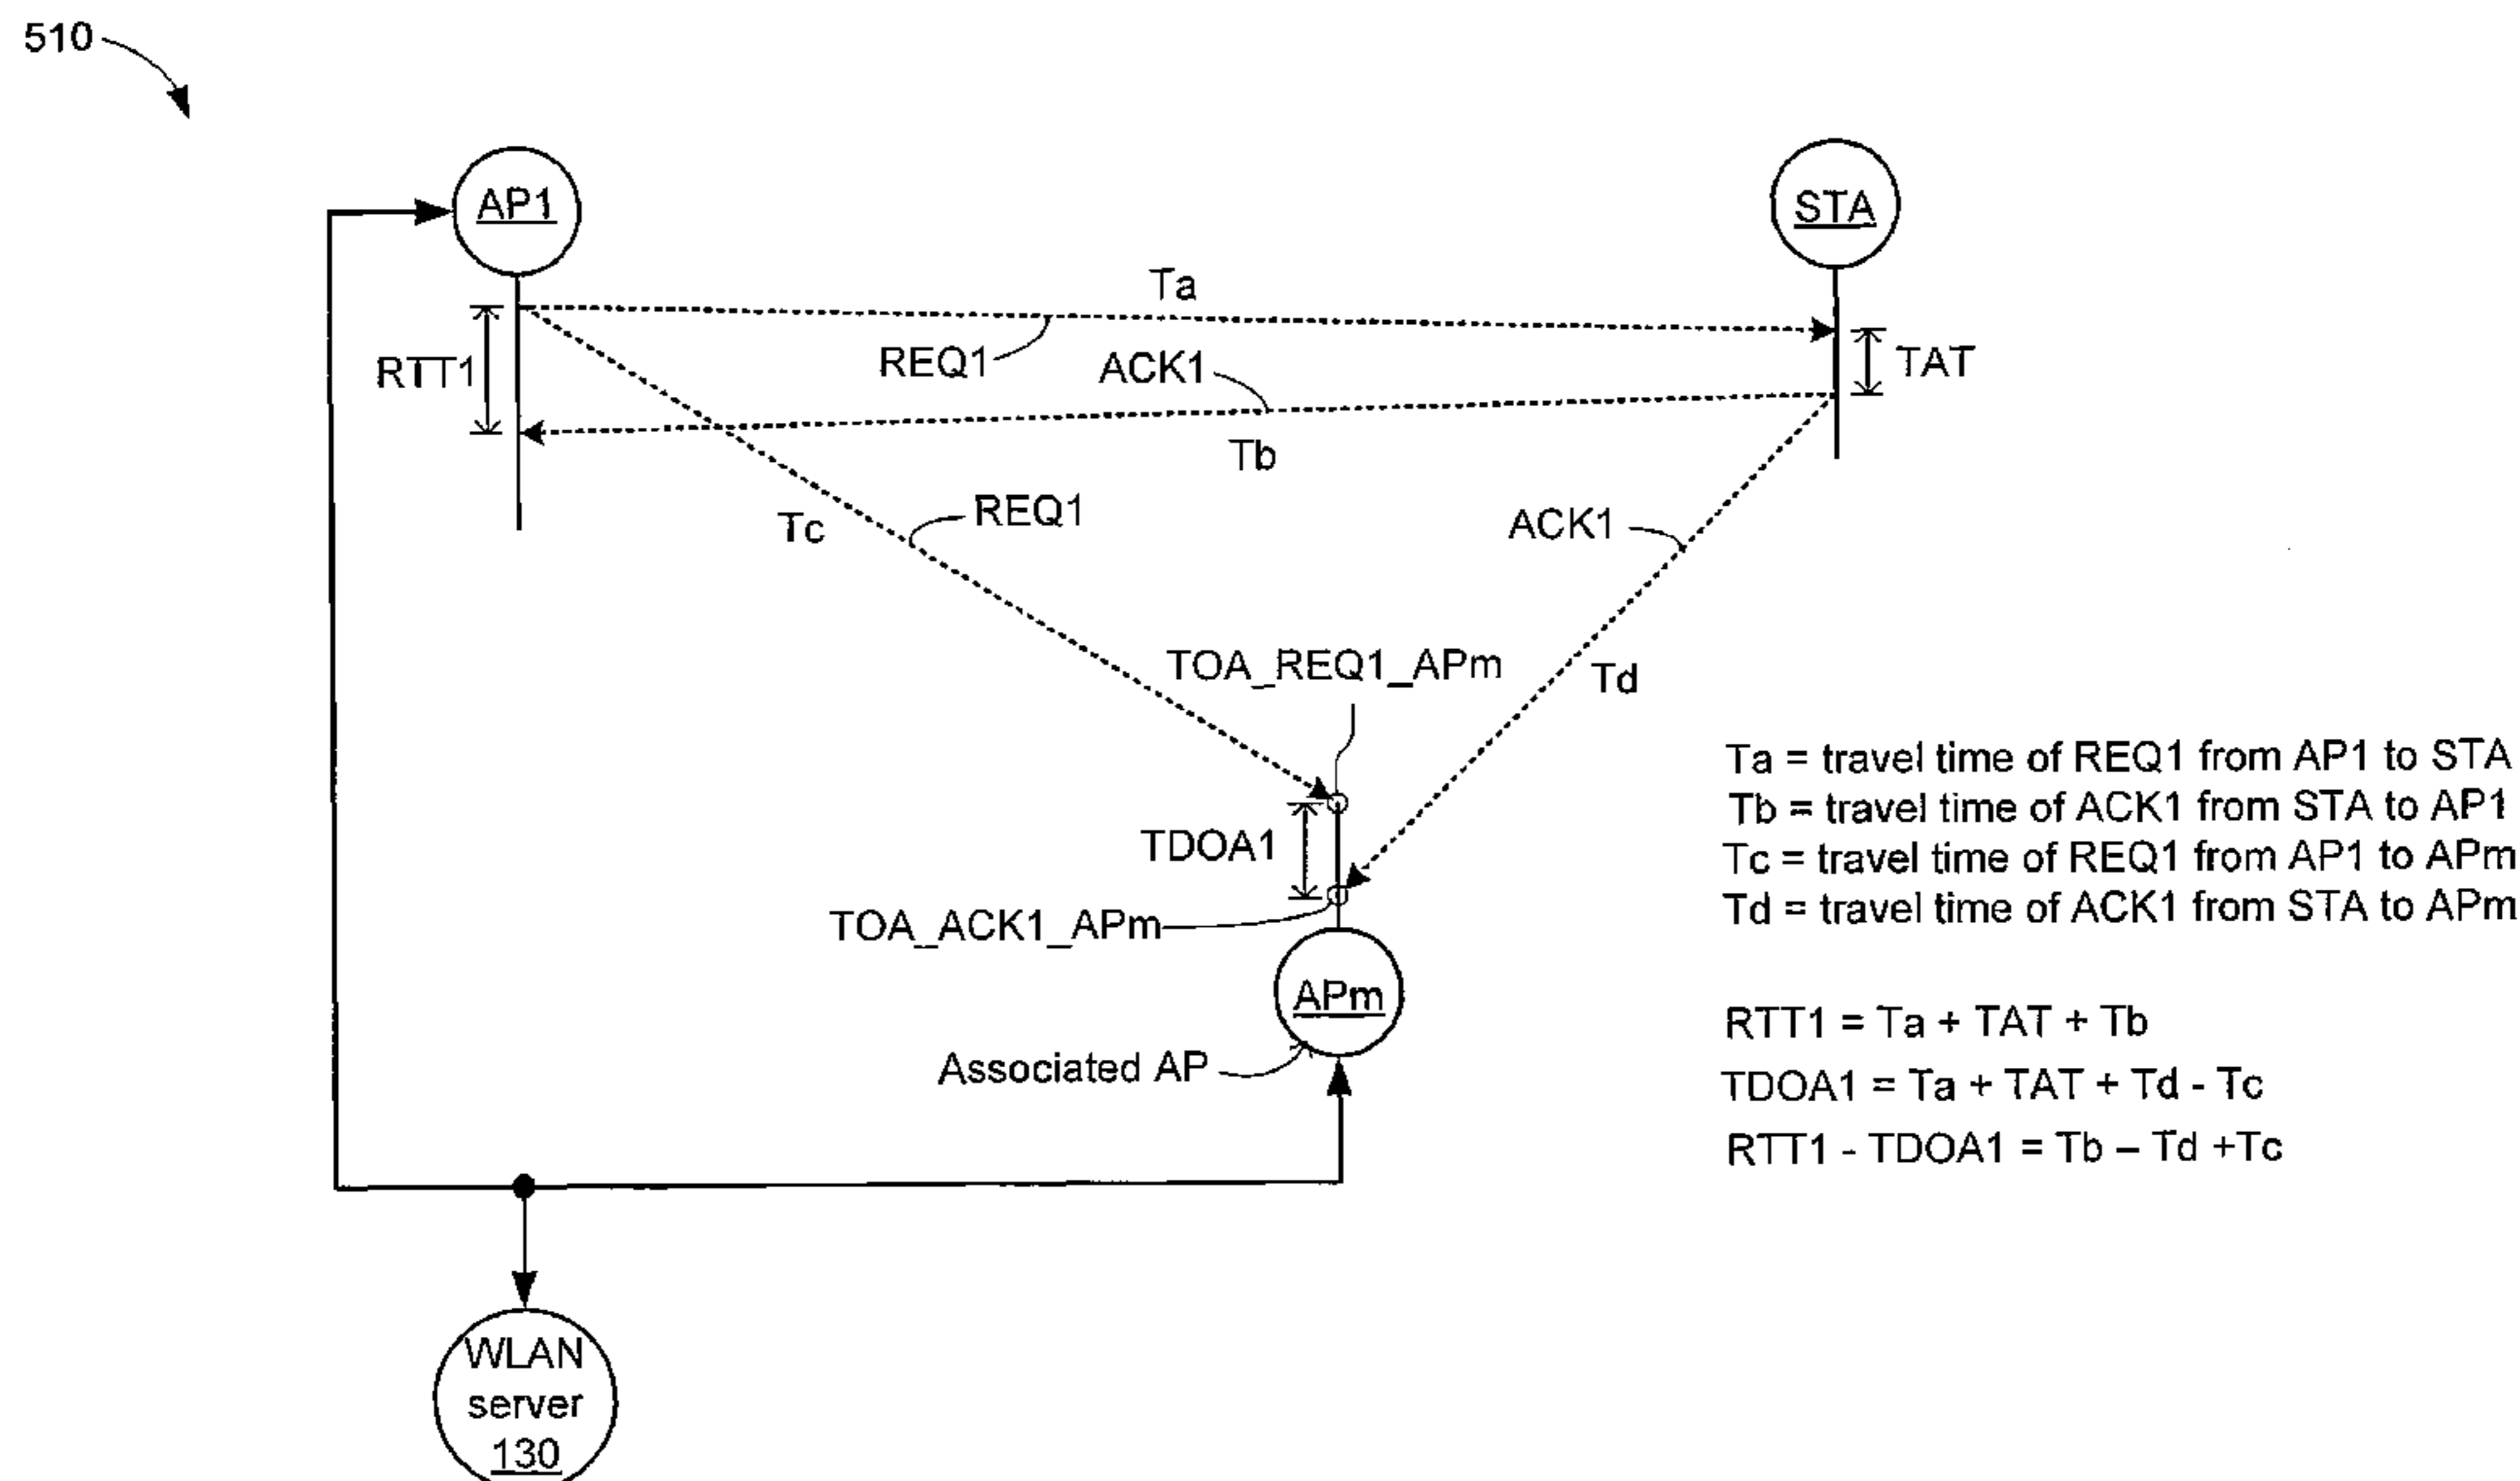 510
AP1
STA
Ta
REQ1
ACK1
RTT1
TAT
Tb
Tc
REQ1
ACK1
TOA_REQ1_APm
Td
TDOA1
TOA_ACK1_APm
APm
Associated AP
Ta = travel time of REQ1 from AP1 to STA
Tb = travel time of ACK1 from STA to AP1
Tc = travel time of REQ1 from AP1 to APm
Td = travel time of ACK1 from STA to APm
RTT1 = Ta + TAT + Tb
TDOA1 = Ta + TAT + Td - Tc
RTT1 - TDOA1 = Tb – Td +Tc
WLAN
server
130